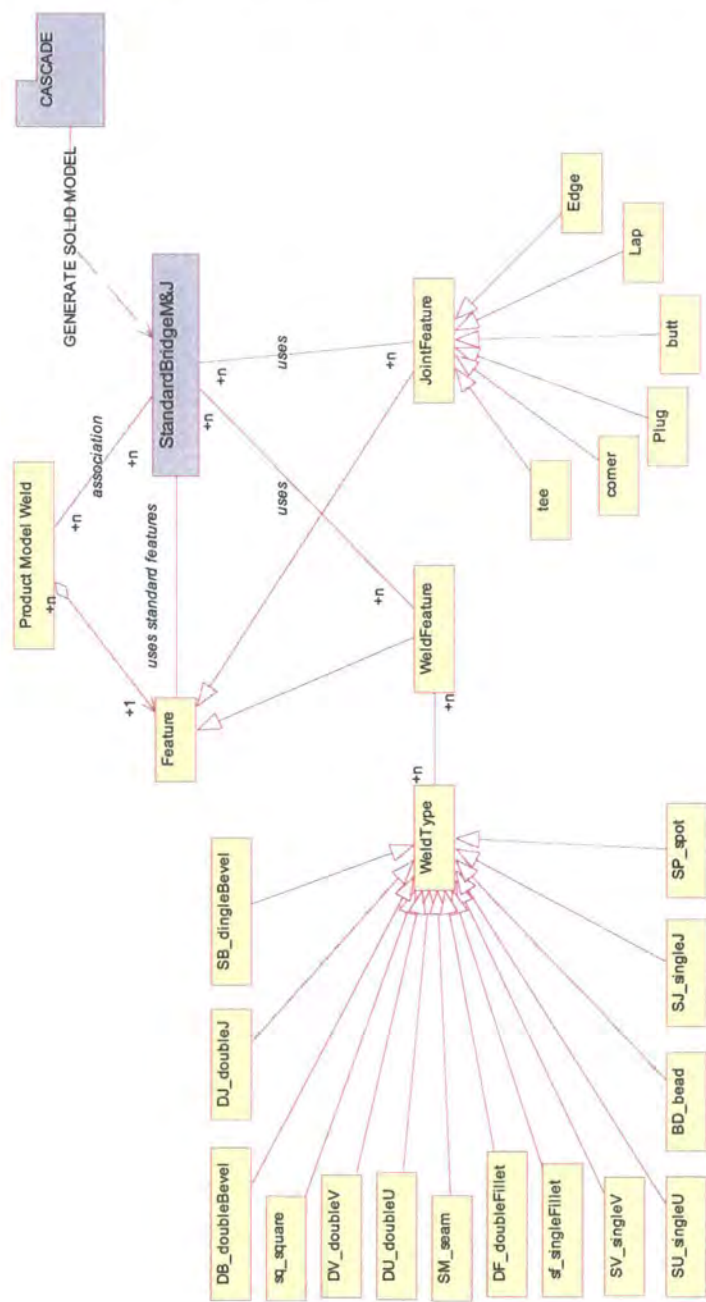 CASCADE
GENERATE SOLID MODEL
Product Model Weld
+n
association
+n
StandardBridgeM&J
+n
+n
+1
Feature
uses standard features
uses
uses
+n
+n
WeldFeature
+n
JointFeature
+n
WeldType
SB_dingleBevel
DJ_doubleJ
DB_doubleBevel
sq_square
DV_doubleV
DU_doubleU
SM_seam
DF_doubleFillet
sf_singleFillet
SV_singleV
SU_singleU
BD_bead
SJ_singleJ
SP_spot
tee
corner
Plug
butt
Lap
Edge